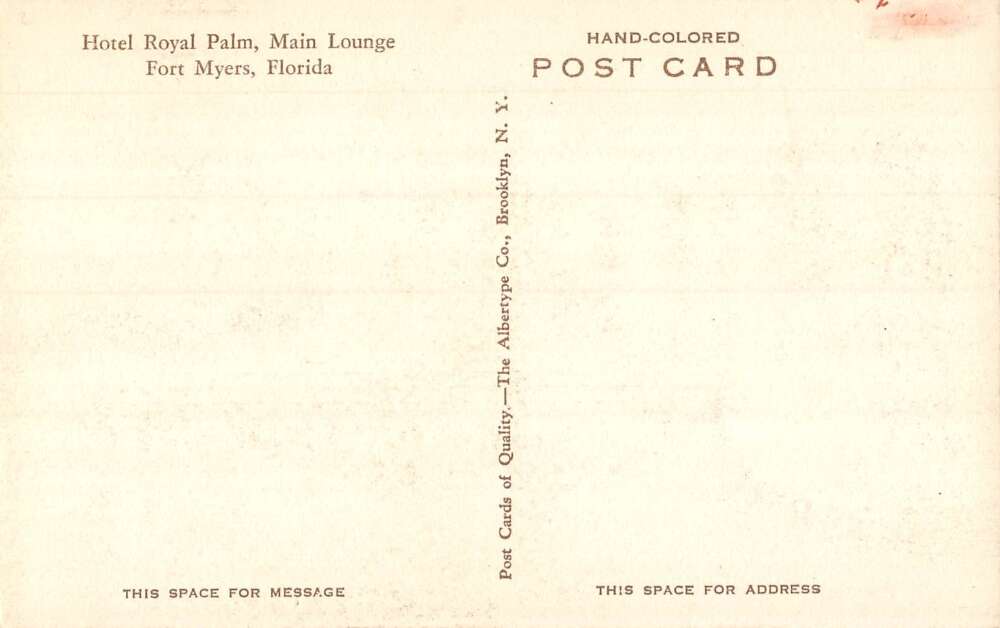 Hotel Royal Palm, Main Lounge
Fort Myers, Florida
HAND-COLORED
POST CARD
Post Cards of Quality.—The Albertype Co., Brooklyn, N. Y.
THIS SPACE FOR MESSAGE
THIS SPACE FOR ADDRESS